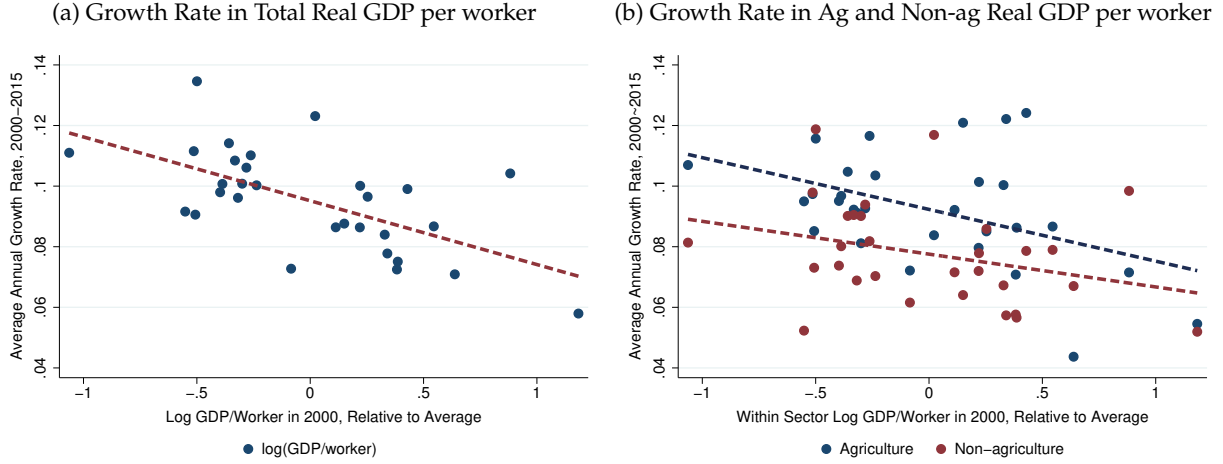 (a) Growth Rate in Total Real GDP per worker
Average Annual Growth Rate, 2000−2015
.14
.12
.1
.08
.06
.04
−1
−.5
0
.5
1
Log GDP/Worker in 2000, Relative to Average
log(GDP/worker)
(b) Growth Rate in Ag and Non-ag Real GDP per worker
Average Annual Growth Rate, 2000~2015
.14
.12
.1
.08
.06
.04
−1
−.5
0
.5
1
Within Sector Log GDP/Worker in 2000, Relative to Average
Agriculture
Non−agriculture